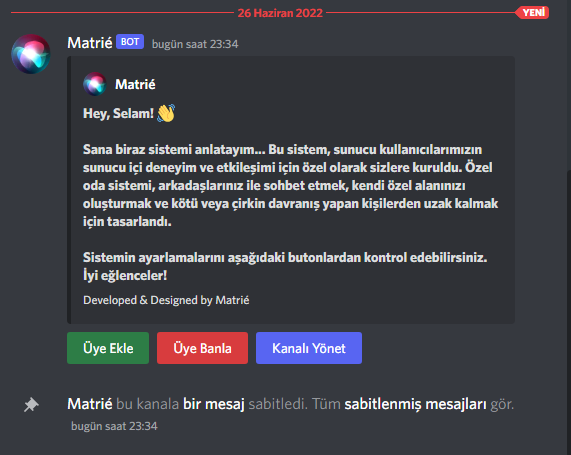 26 Haziran 2022 YENİ
Matrié BOT bugün saat 23:34
Matrié
Hey, Selam! 👋
Sana biraz sistemi anlatayım... Bu sistem, sunucu kullanıcılarımızın
sunucu içi deneyim ve etkileşimi için özel olarak sizlere kuruldu. Özel
oda sistemi, arkadaşlarınız ile sohbet etmek, kendi özel alanınızı
oluşturmak ve kötü veya çirkin davranış yapan kişilerden uzak kalmak
için tasarlandı.
Sistemin ayarlamalarını aşağıdaki butonlardan kontrol edebilirsiniz.
İyi eğlenceler!
Developed & Designed by Matrié
Üye Ekle Üye Banla Kanalı Yönet
Matrié bu kanala bir mesaj sabitledi. Tüm sabitlenmiş mesajları gör.
bugün saat 23:34